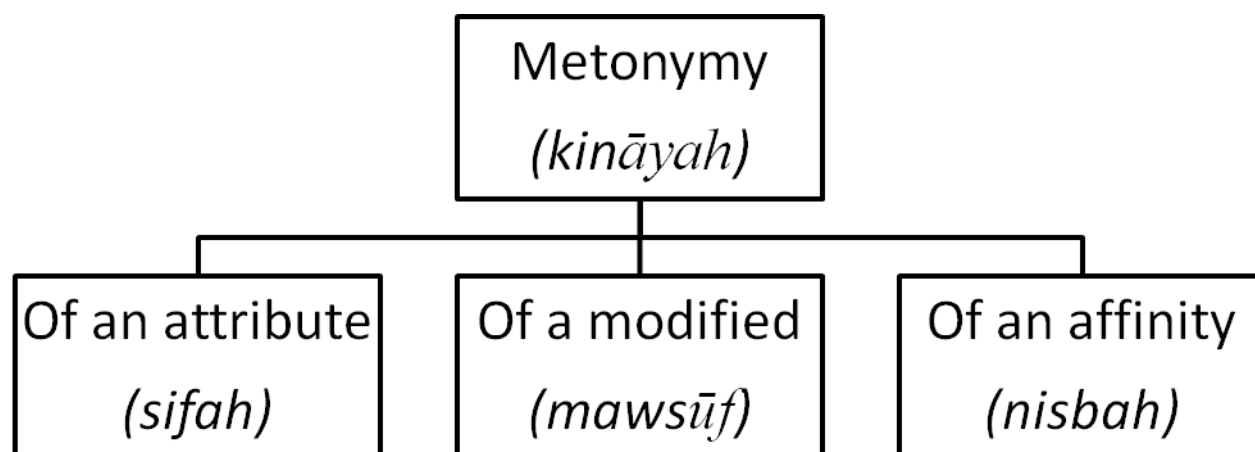 Metonymy
(kināyah)
Of an attribute
(sifah)
Of a modified
(mawsūf)
Of an affinity
(nisbah)